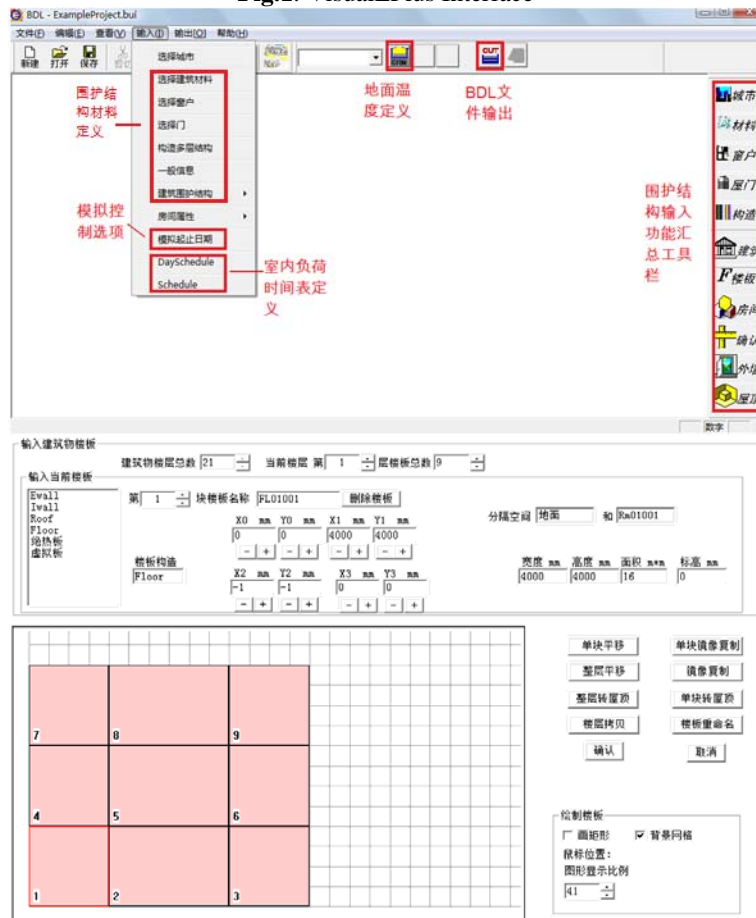 Fig.2. VisualEPlus Interface
BDL - ExampleProject.bui
文件(F) 编辑(E) 查看(V) 输入(I) 输出(O) 帮助(H)
新建 打开 保存
选择城市
选择建筑材料
选择窗户
选择门
构造多层结构
一般信息
建筑围护结构
房间属性
模拟起止日期
DaySchedule
Schedule
围护结
构材料
定义
模拟控
制选项
室内负荷
时间表定
义
地面温
度定义
OUT
BDL文
件输出
围护结
构输入
功能汇
总工具
栏
城市
材料
窗户
屋门
构造
建筑
F楼板
房间
确认
外墙
屋顶
数字
输入建筑物楼板
建筑物楼层总数 21 当前楼层 第 1 层楼板总数 9
输入当前楼板
Ewall
Iwall
Roof
Floor
绝热板
虚拟板
第 1 块楼板名称 FL01001 删除楼板
分隔空间 地面 和 Rm01001
X0 mm Y0 mm X1 mm Y1 mm
0 0 4000 4000
- + - + - + - +
楼板构造
Floor
X2 mm Y2 mm X3 mm Y3 mm
-1 -1 0 0
- + - + - + - +
宽度 mm 高度 mm 面积 m*m 标高 mm
4000 4000 16 0
7 8 9
4 5 6
1 2 3
单块平移 单块镜像复制
整层平移 镜像复制
整层转屋顶 单块转屋顶
楼层拷贝 楼板重命名
确认 取消
绘制楼板
画矩形 背景网格
鼠标位置:
图形显示比例
41